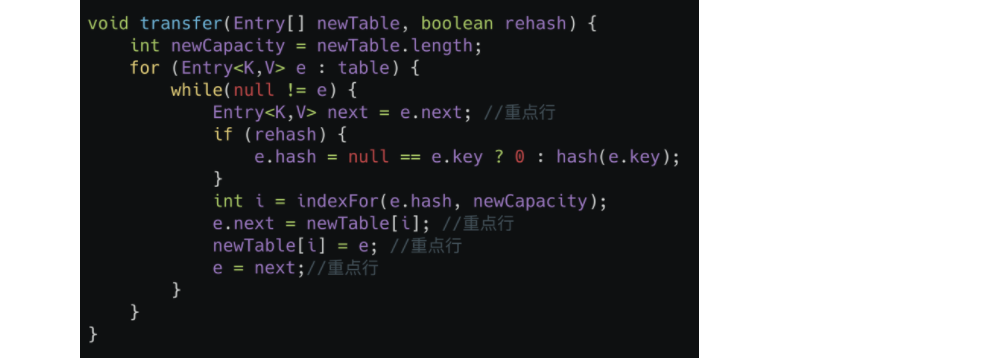 void transfer(Entry[] newTable, boolean rehash) {
    int newCapacity = newTable.length;
    for (Entry<K,V> e : table) {
        while(null != e) {
            Entry<K,V> next = e.next; //重点行
            if (rehash) {
                e.hash = null == e.key ? 0 : hash(e.key);
            }
            int i = indexFor(e.hash, newCapacity);
            e.next = newTable[i]; //重点行
            newTable[i] = e; //重点行
            e = next;//重点行
        }
    }
}